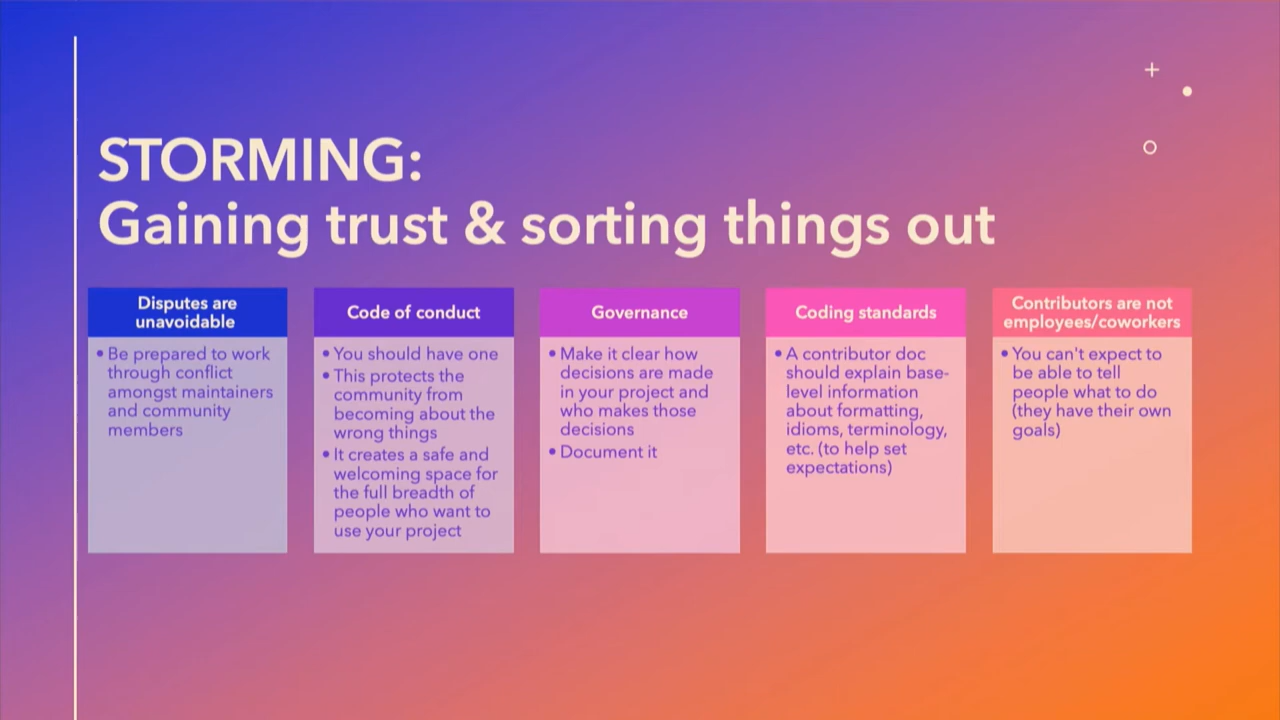 STORMING:
Gaining trust & sorting things out
Disputes are
unavoidable
• Be prepared to work
through conflict
amongst maintainers
and community
members
Code of conduct
• You should have one
• This protects the
community from
becoming about the
wrong things
• It creates a safe and
welcoming space for
the full breadth of
people who want to
use your project
Governance
• Make it clear how
decisions are made
in your project and
who makes those
decisions
• Document it
Coding standards
• A contributor doc
should explain base-
level information
about formatting,
idioms, terminology,
etc. (to help set
expectations)
Contributors are not
employees/coworkers
• You can't expect to
be able to tell
people what to do
(they have their own
goals)